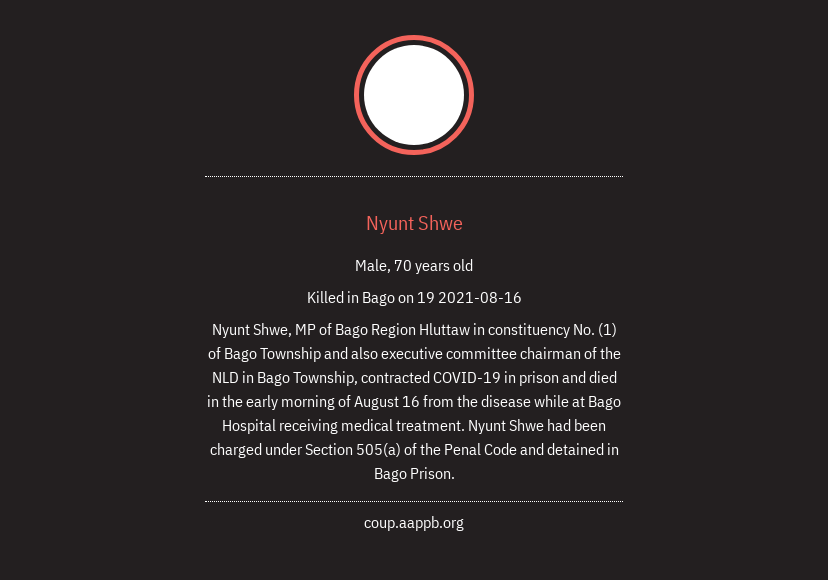 Nyunt Shwe
Male, 70 years old
Killed in Bago on 19 2021-08-16
Nyunt Shwe, MP of Bago Region Hluttaw in constituency No. (1)
of Bago Township and also executive committee chairman of the
NLD in Bago Township, contracted COVID-19 in prison and died
in the early morning of August 16 from the disease while at Bago
Hospital receiving medical treatment. Nyunt Shwe had been
charged under Section 505(a) of the Penal Code and detained in
Bago Prison.
coup.aappb.org